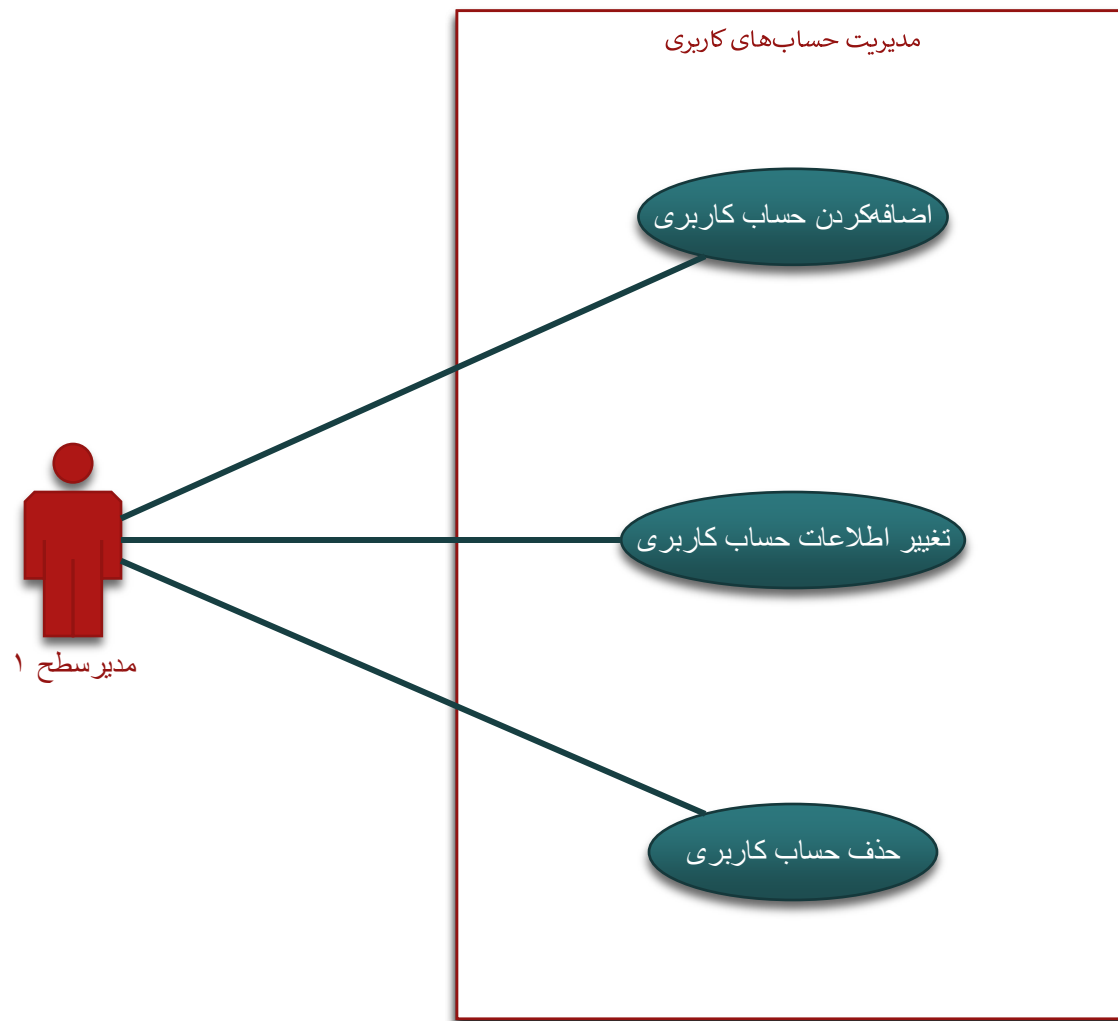 مدیریت حساب‌های کاربری
اضافه‌کردن حساب کاربری
تغییر اطلاعات حساب کاربری
مدیر سطح ۱
حذف حساب کاربری